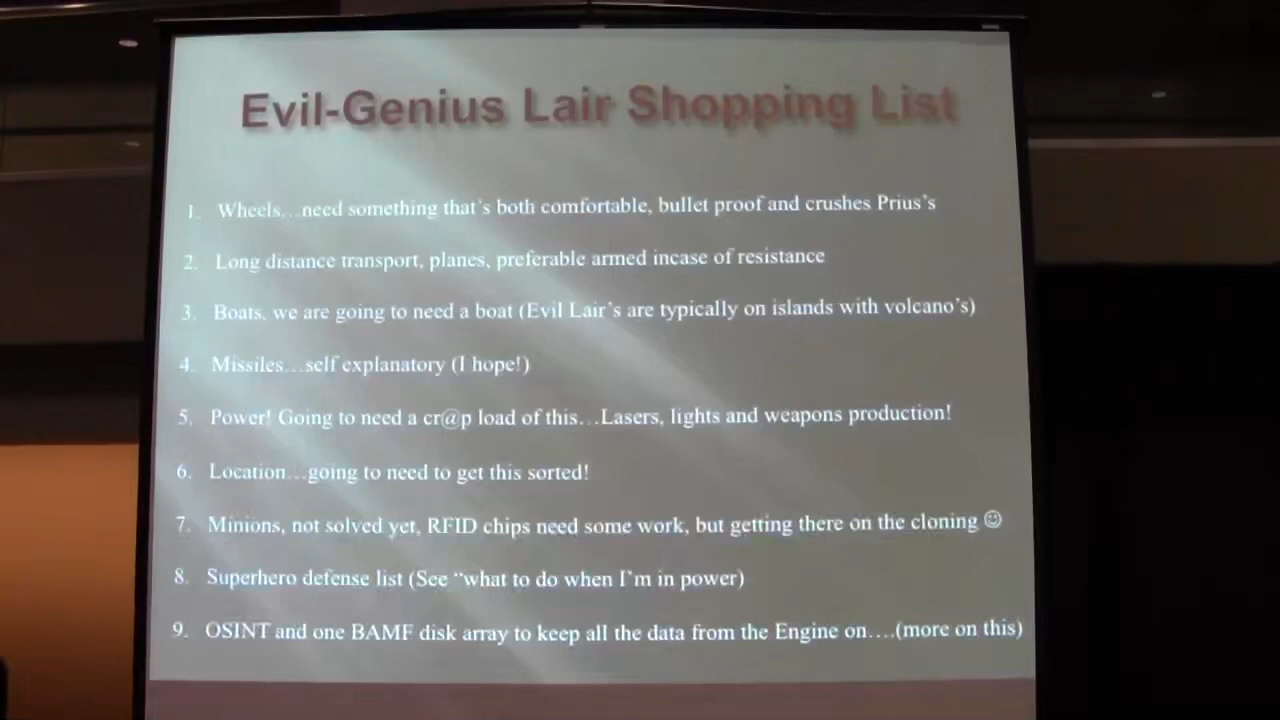 Evil-Genius Lair Shopping List
1. Wheels…need something that's both comfortable, bullet proof and crushes Prius's
2. Long distance transport, planes, preferable armed incase of resistance
3. Boats, we are going to need a boat (Evil Lair's are typically on islands with volcano's)
4. Missiles…self explanatory (I hope!)
5. Power! Going to need a cr@p load of this…Lasers, lights and weapons production!
6. Location…going to need to get this sorted!
7. Minions, not solved yet, RFID chips need some work, but getting there on the cloning ☺
8. Superhero defense list (See "what to do when I'm in power)
9. OSINT and one BAMF disk array to keep all the data from the Engine on….(more on this)